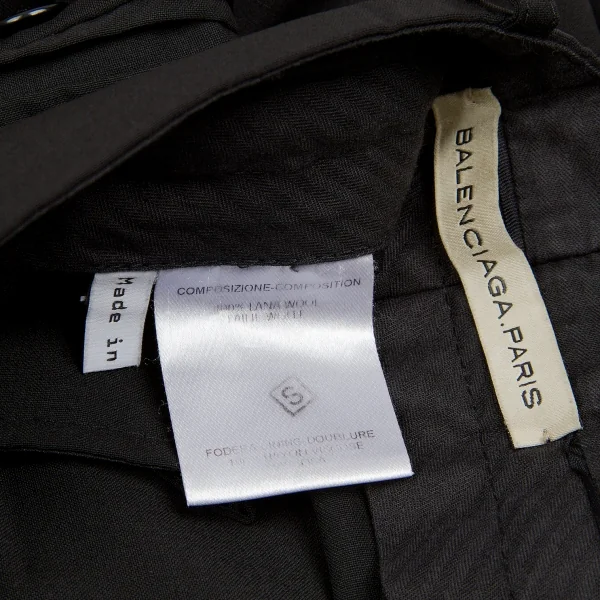 BALENCIAGA.PARIS
Made in
COMPOSIZIONE-COMPOSITION
100% LANA WOOL
S
FODERA-LINING-DOUBLURE